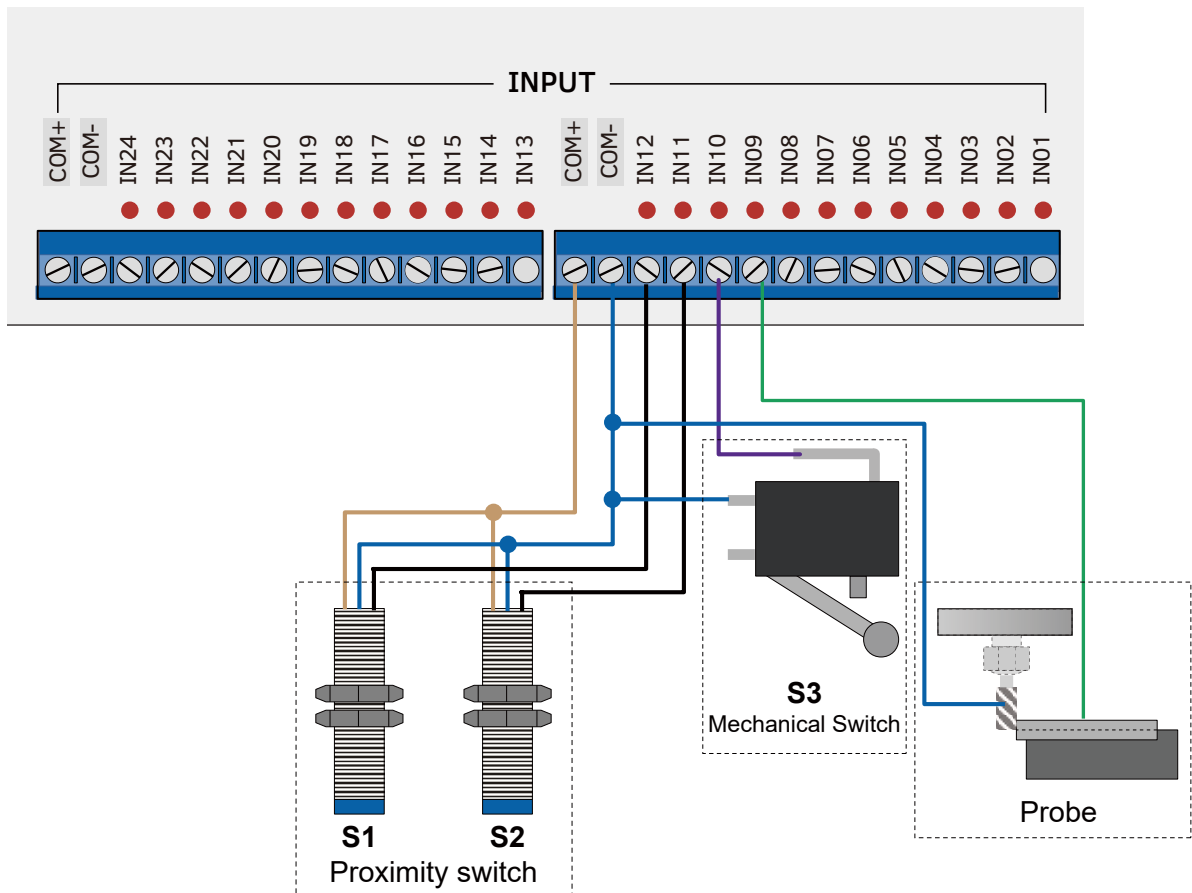 INPUT
COM+
COM-
IN24
IN23
IN22
IN21
IN20
IN19
IN18
IN17
IN16
IN15
IN14
IN13
COM+
COM-
IN12
IN11
IN10
IN09
IN08
IN07
IN06
IN05
IN04
IN03
IN02
IN01
S3
Mechanical Switch
Probe
S1
S2
Proximity switch